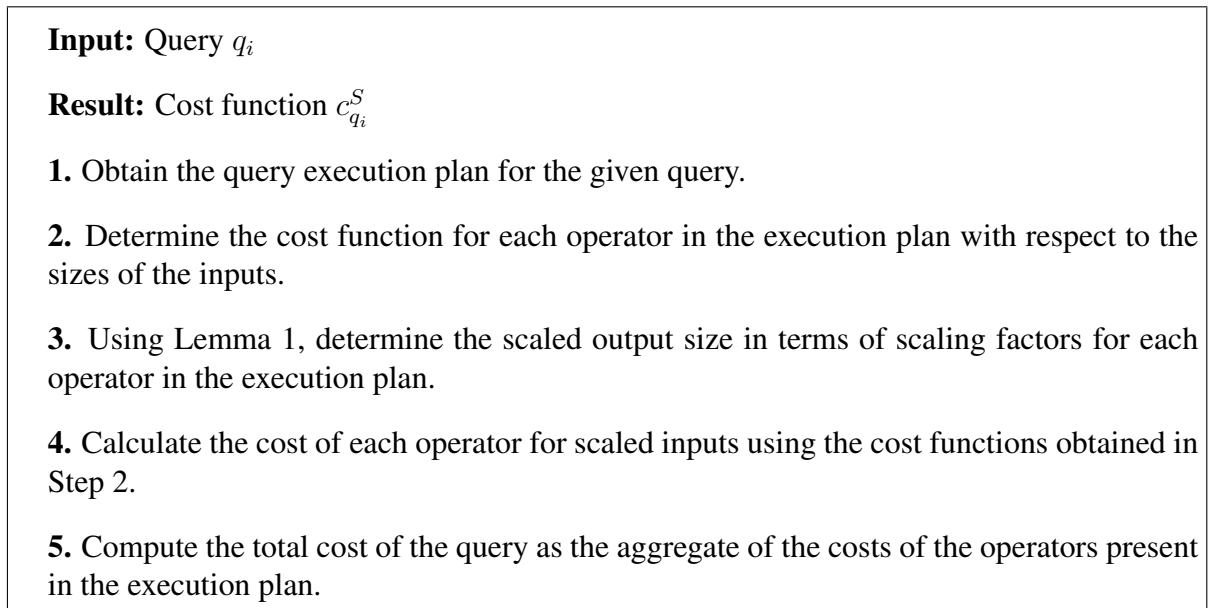 Input: Query $q_i$
Result: Cost function $c_{q_i}^S$
1. Obtain the query execution plan for the given query.
2. Determine the cost function for each operator in the execution plan with respect to the
sizes of the inputs.
3. Using Lemma 1, determine the scaled output size in terms of scaling factors for each
operator in the execution plan.
4. Calculate the cost of each operator for scaled inputs using the cost functions obtained in
Step 2.
5. Compute the total cost of the query as the aggregate of the costs of the operators present
in the execution plan.